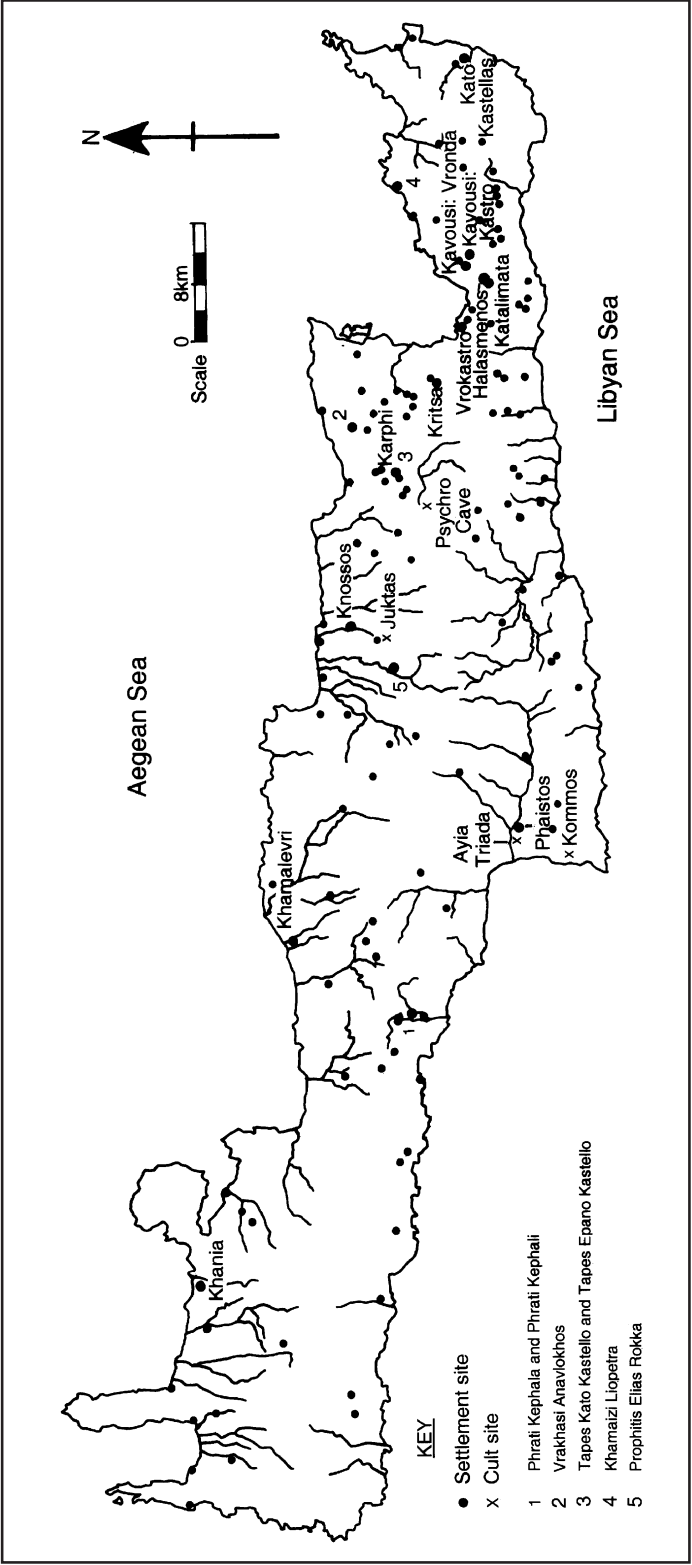 Aegean Sea
Libyan Sea
N
0
8km
Scale
Khania
Khamalevri
Ayia
Triada
Phaistos
Kommos
Knossos
Juktas
Psychro
Cave
Karphi
Kritsa
Vrokastro
Halasmenos
Katalimata
Kavousi: Vronda
Kavousi:
Kastro
Kato
Kastellas
1
2
3
4
5
KEY
Settlement site
x Cult site
1 Phrati Kephala and Phrati Kephali
2 Vrakhasi Anavlokhos
3 Tapes Kato Kastello and Tapes Epano Kastello
4 Khamaizi Liopetra
5 Prophitis Elias Rokka